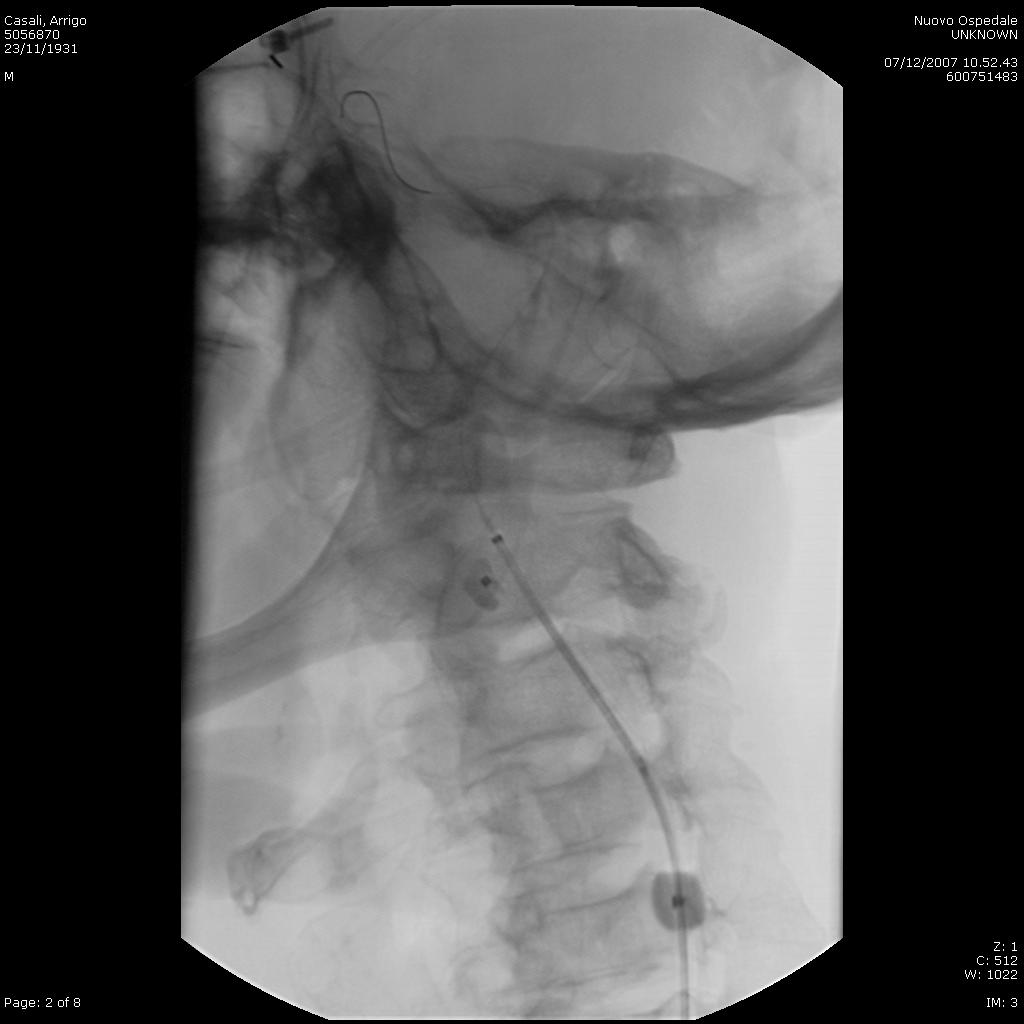 Casali, Arrigo
5056870
23/11/1931
M
Nuovo Ospedale
UNKNOWN
07/12/2007 10.52.43
600751483
Z: 1
C: 512
W: 1022
Page: 2 of 8
IM: 3